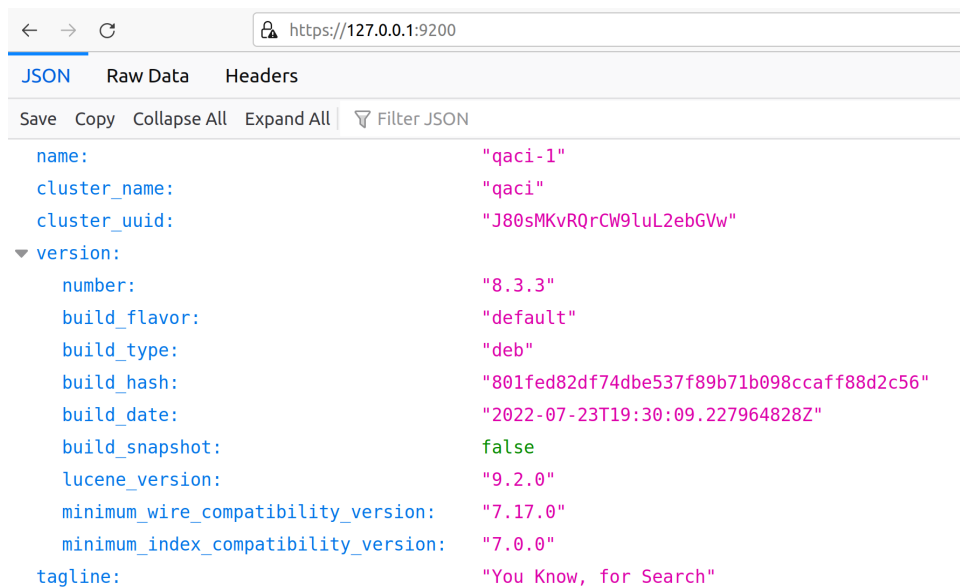 https://127.0.0.1:9200
JSON Raw Data Headers
Save Copy Collapse All Expand All Filter JSON
name: "qaci-1"
cluster_name: "qaci"
cluster_uuid: "J80sMKvRQrCW9luL2ebGVw"
version:
number: "8.3.3"
build_flavor: "default"
build_type: "deb"
build_hash: "801fed82df74dbe537f89b71b098ccaff88d2c56"
build_date: "2022-07-23T19:30:09.227964828Z"
build_snapshot: false
lucene_version: "9.2.0"
minimum_wire_compatibility_version: "7.17.0"
minimum_index_compatibility_version: "7.0.0"
tagline: "You Know, for Search"